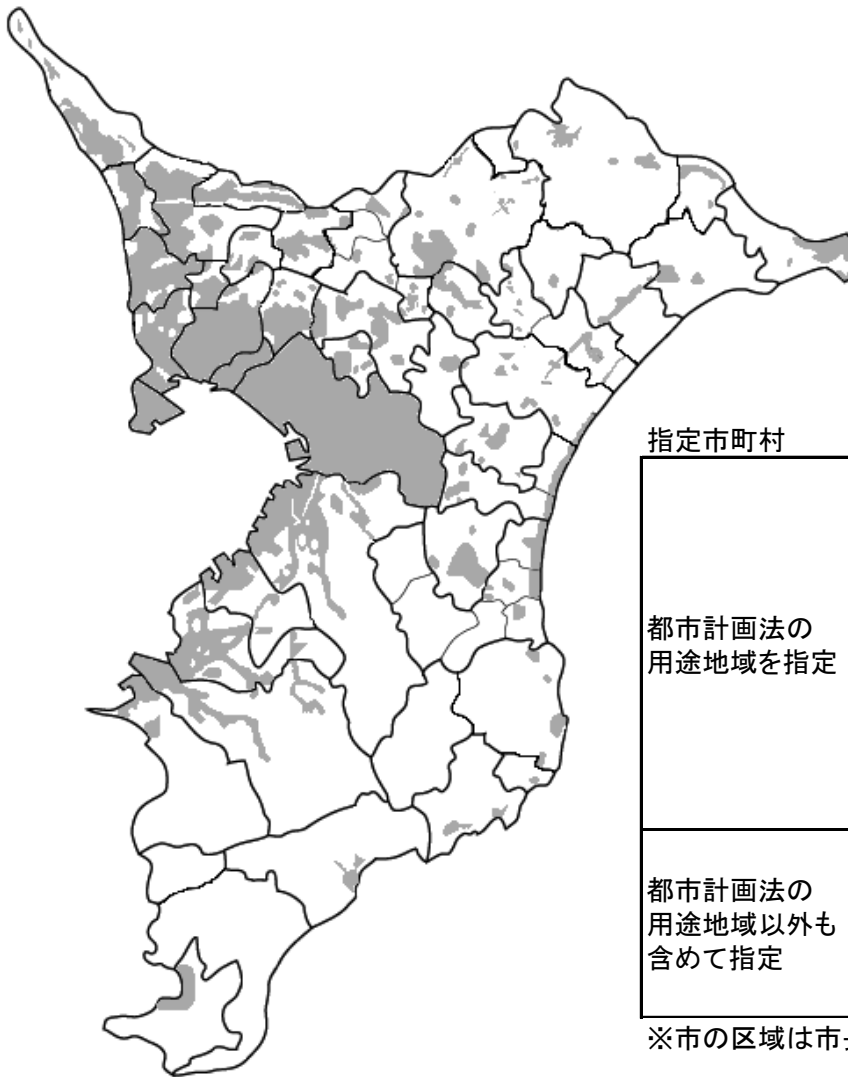 指定市町村
都市計画法の
用途地域を指定
都市計画法の
用途地域以外も
含めて指定
※市の区域は市